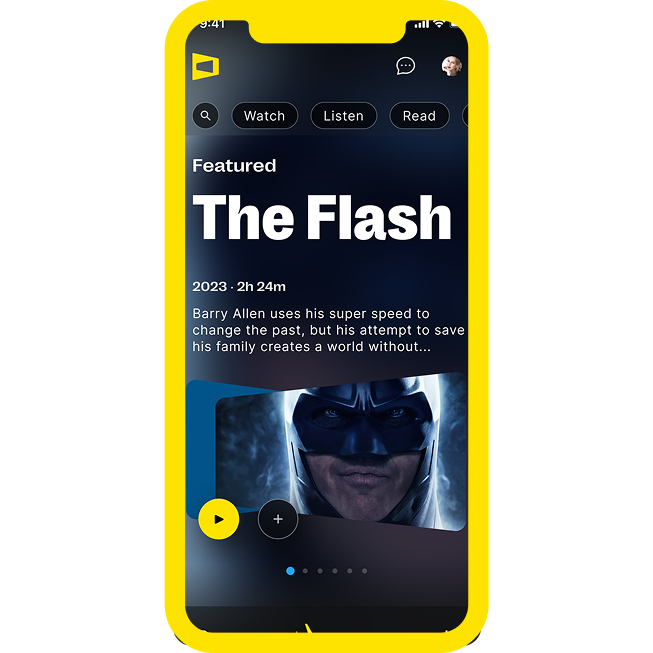 9:41
Watch
Listen
Read
Featured
The Flash
2023 · 2h 24m
Barry Allen uses his super speed to
change the past, but his attempt to save
his family creates a world without...